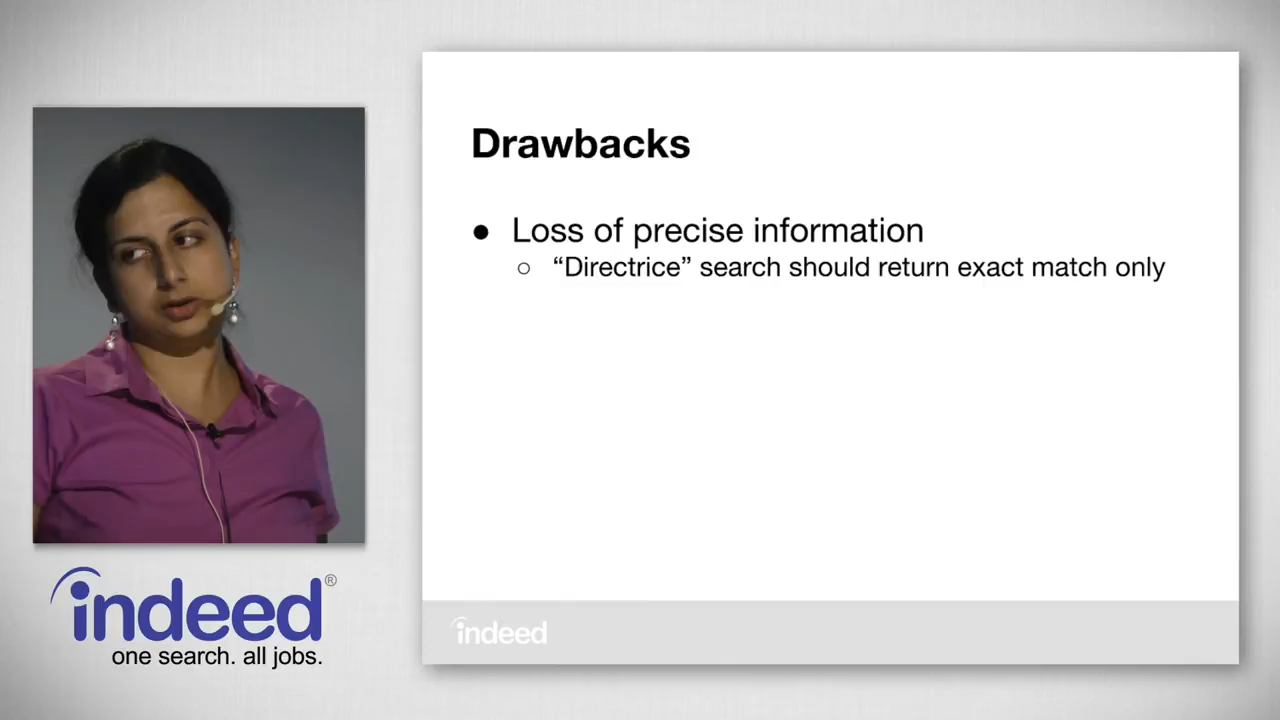 Drawbacks
● Loss of precise information
○ “Directrice” search should return exact match only
indeed
indeed®
one search. all jobs.